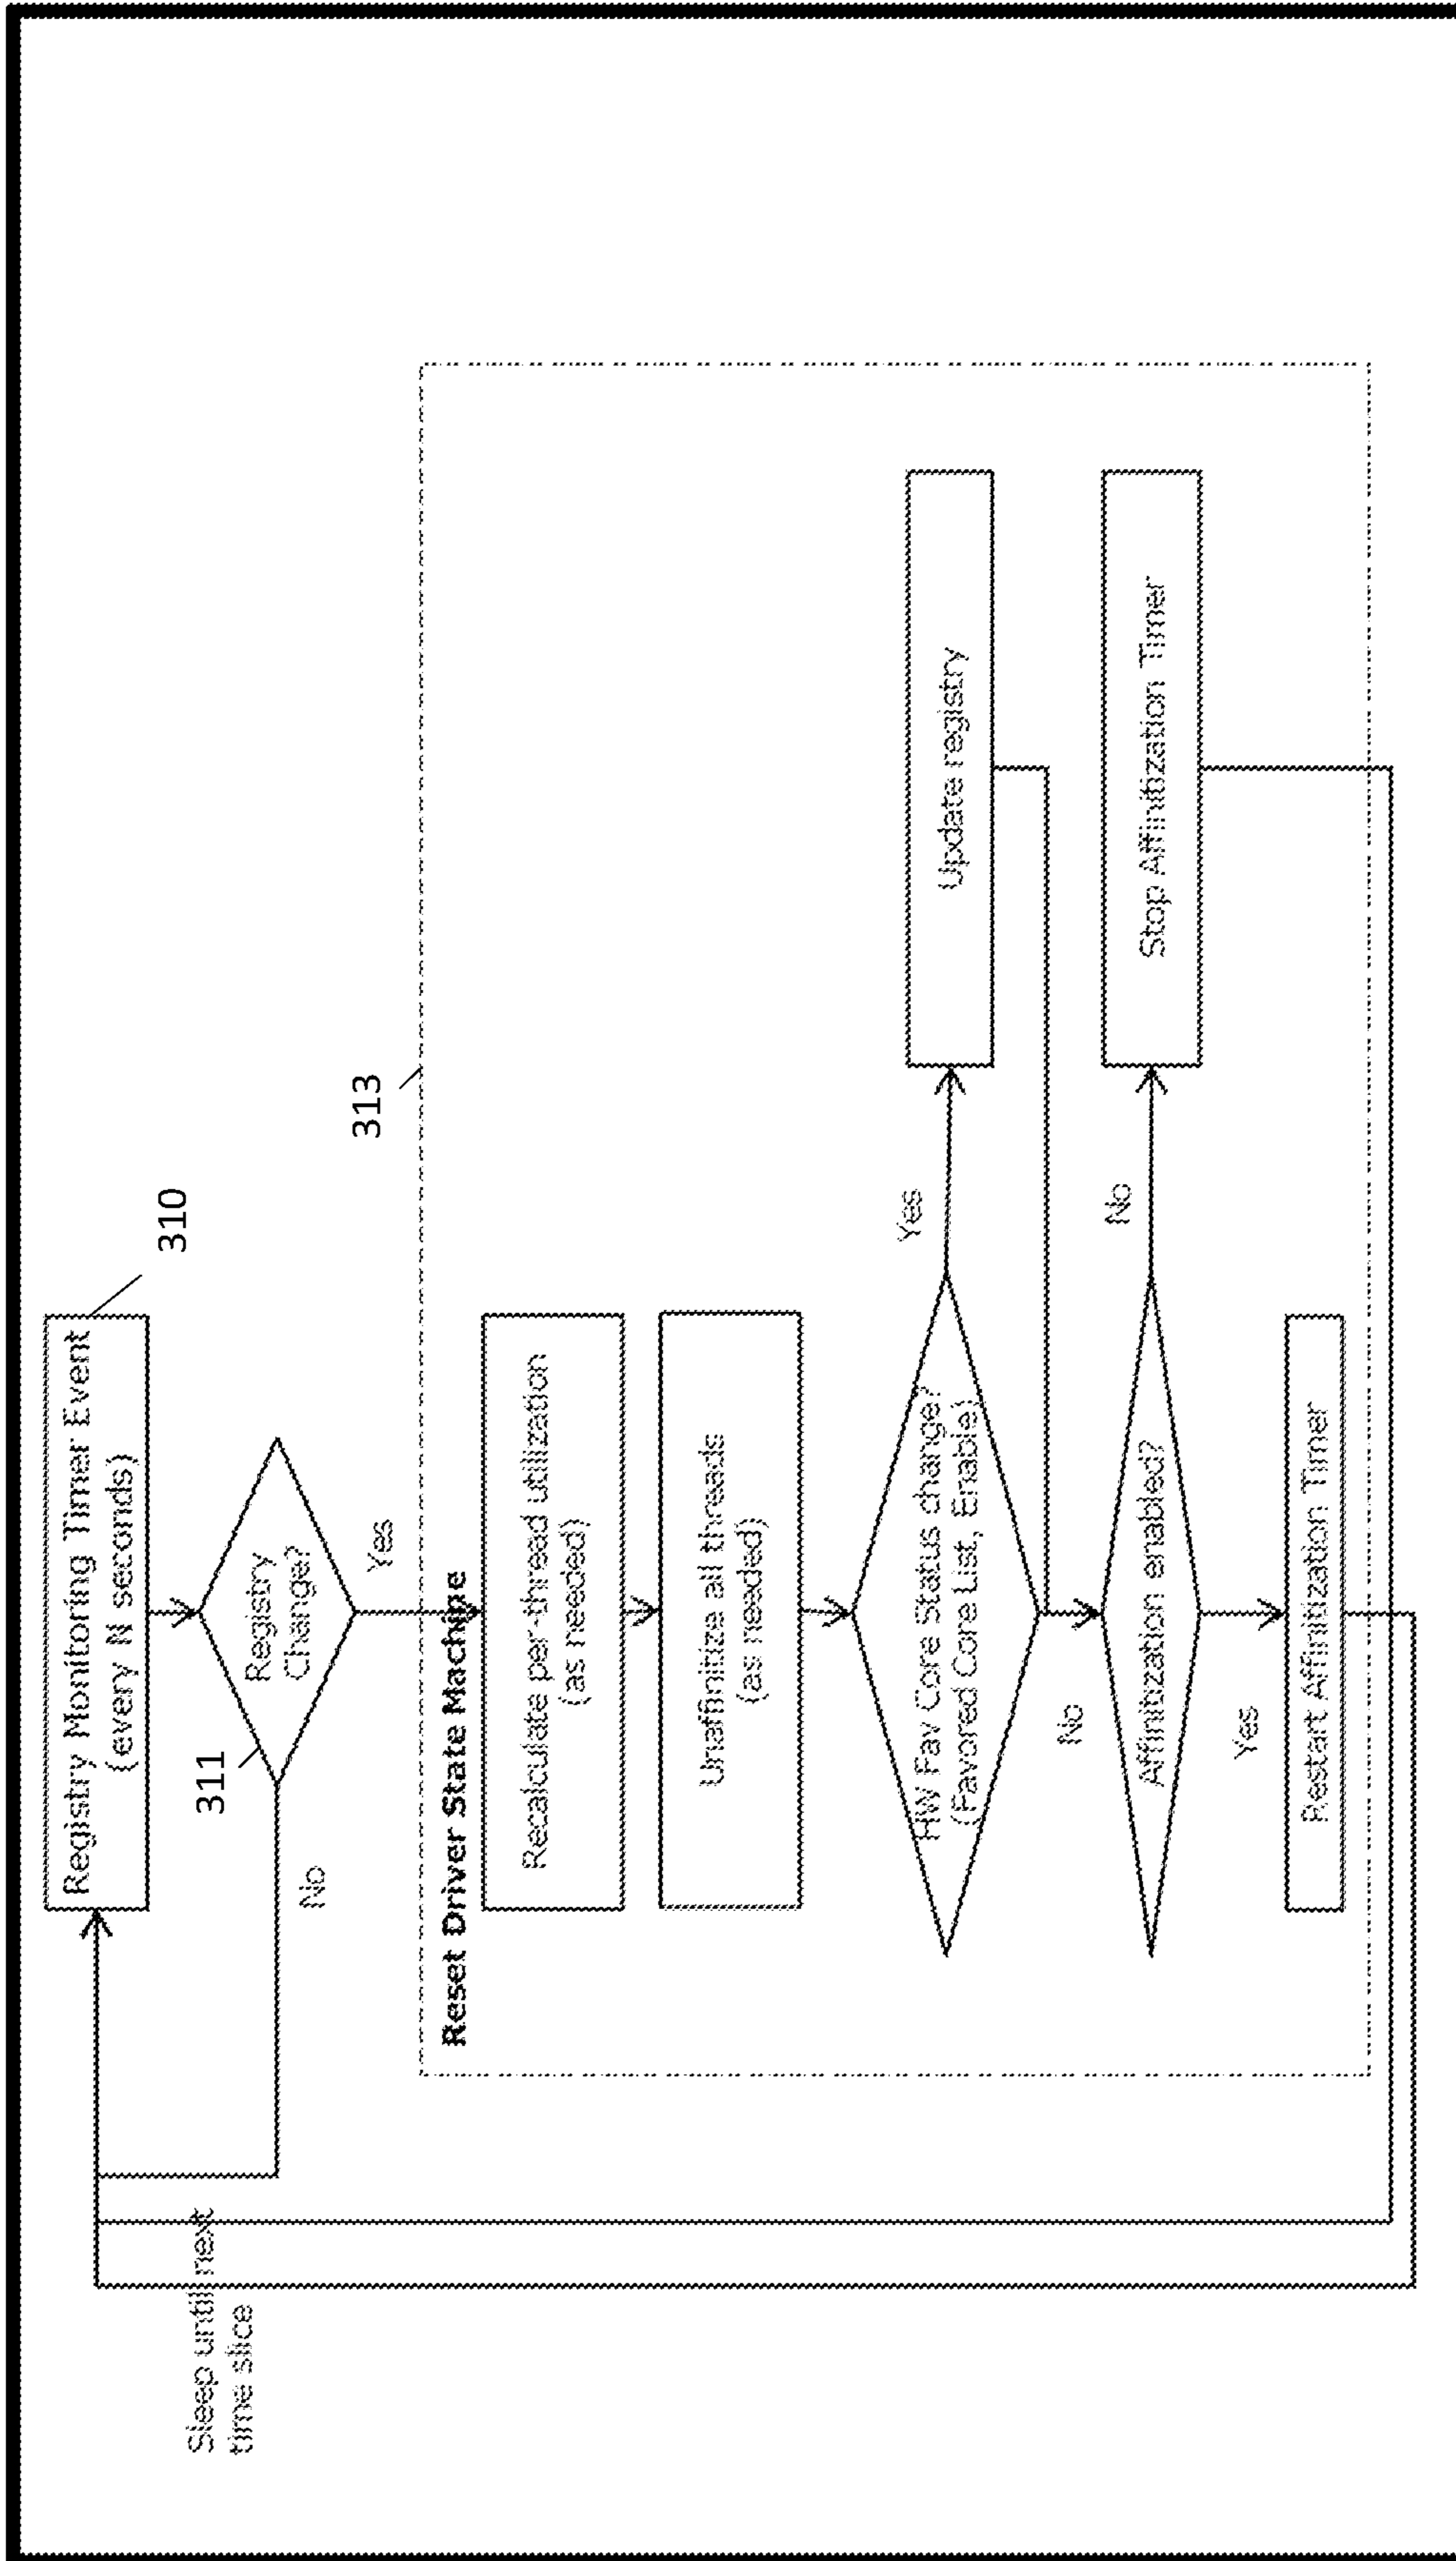 Registry Monitoring Timer Event
(every N seconds)
310
311
Registry
Change?
No
Yes
Sleep until next
time slice
313
Reset Driver State Machine
Recalculate per-thread utilization
(as needed)
Unaffinitize all threads
(as needed)
HW Fav Core Status change?
(Favored Core List, Enable)
Yes
Update registry
No
Affinitization enabled?
No
Stop Affinitization Timer
Yes
Restart Affinitization Timer